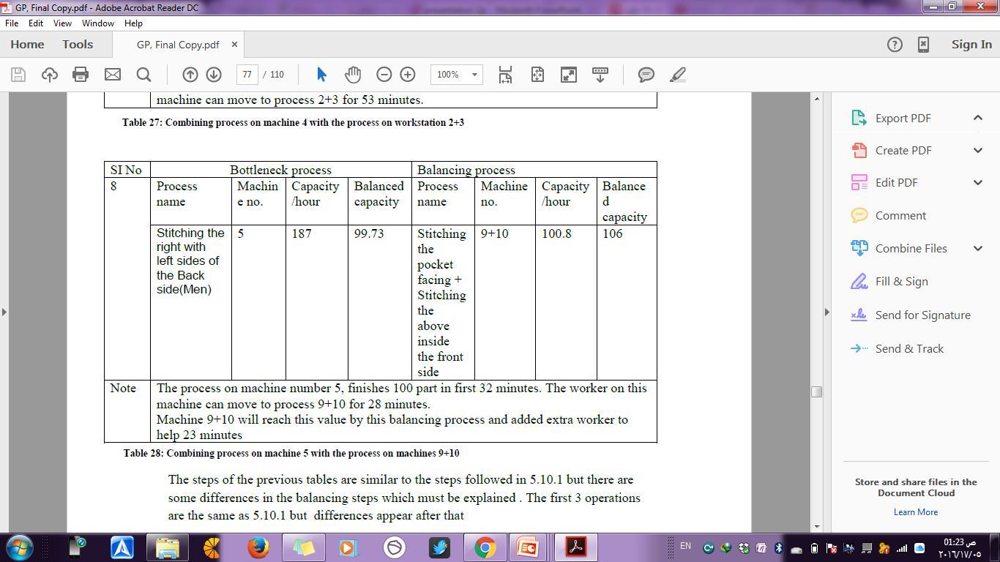 GP, Final Copy.pdf - Adobe Acrobat Reader DC
File Edit View Window Help
Home Tools GP, Final Copy.pdf × ? Sign In
77 / 110 100%
machine can move to process 2+3 for 53 minutes.
Table 27: Combining process on machine 4 with the process on workstation 2+3
SI No Bottleneck process Balancing process
8 Process Machin Capacity Balanced Process Machine Capacity Balance
name e no. /hour capacity name no. /hour d
capacity
Stitching the 5 187 99.73 Stitching 9+10 100.8 106
right with the
left sides of pocket
the Back facing +
side(Men) Stitching
the
above
inside
the front
side
Note The process on machine number 5, finishes 100 part in first 32 minutes. The worker on this
machine can move to process 9+10 for 28 minutes.
Machine 9+10 will reach this value by this balancing process and added extra worker to
help 23 minutes
Table 28: Combining process on machine 5 with the process on machines 9+10
The steps of the previous tables are similar to the steps followed in 5.10.1 but there are
some differences in the balancing steps which must be explained . The first 3 operations
are the same as 5.10.1 but differences appear after that
Export PDF
Create PDF
Edit PDF
Comment
Combine Files
Fill & Sign
Send for Signature
Send & Track
Store and share files in the
Document Cloud
Learn More
EN
01:23 ص
٢٠١٦/١٧/٠٥